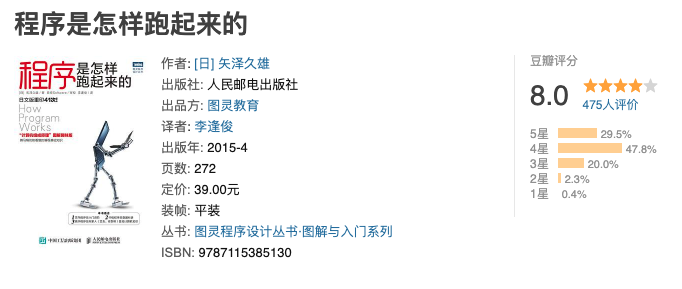 程序是怎样跑起来的
程序 是怎样
跑起来的
How
Program
Works
作者: [日] 矢泽久雄
出版社: 人民邮电出版社
出品方: 图灵教育
译者: 李逢俊
出版年: 2015-4
页数: 272
定价: 39.00元
装帧: 平装
丛书: 图灵程序设计丛书·图解与入门系列
ISBN: 9787115385130
豆瓣评分
8.0
475人评价
5星 29.5%
4星 47.8%
3星 20.0%
2星 2.3%
1星 0.4%